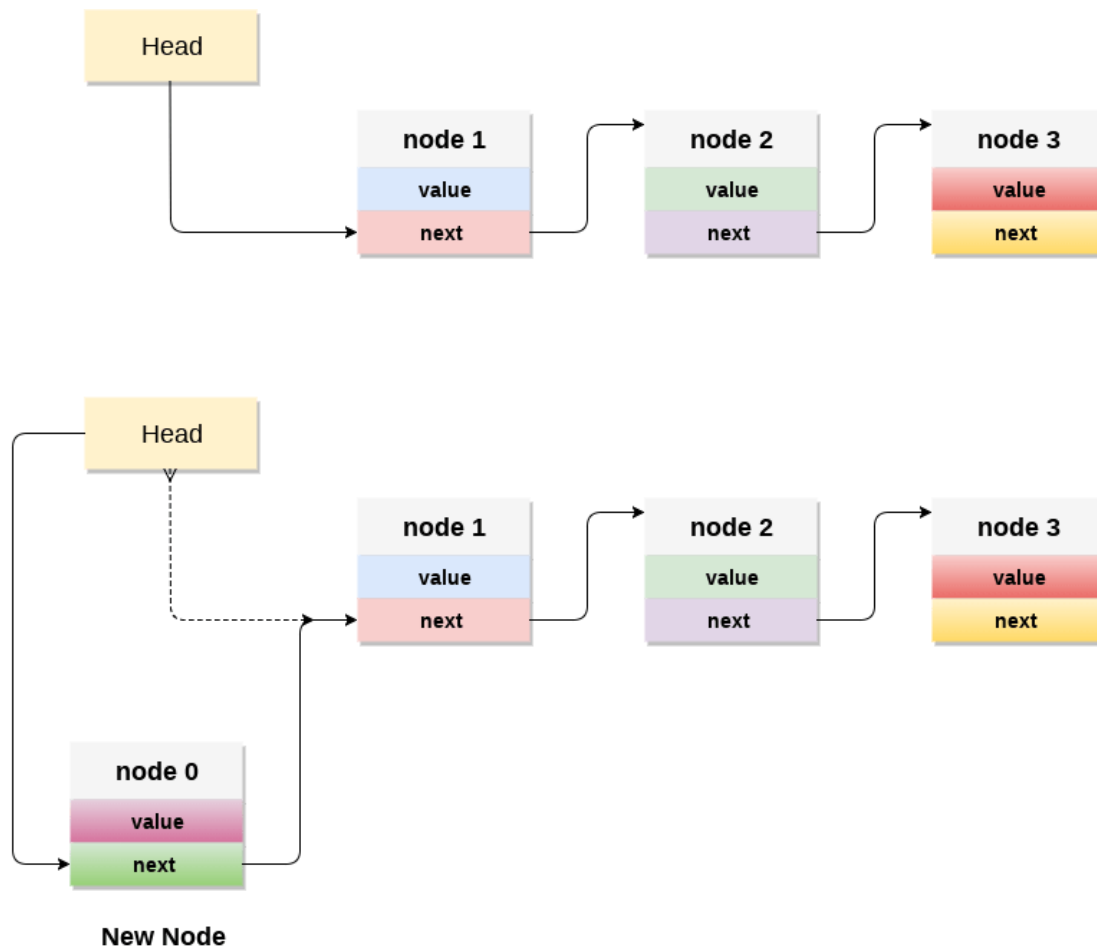 Head
node 1
value
next
node 2
value
next
node 3
value
next
Head
node 1
value
next
node 2
value
next
node 3
value
next
node 0
value
next
New Node